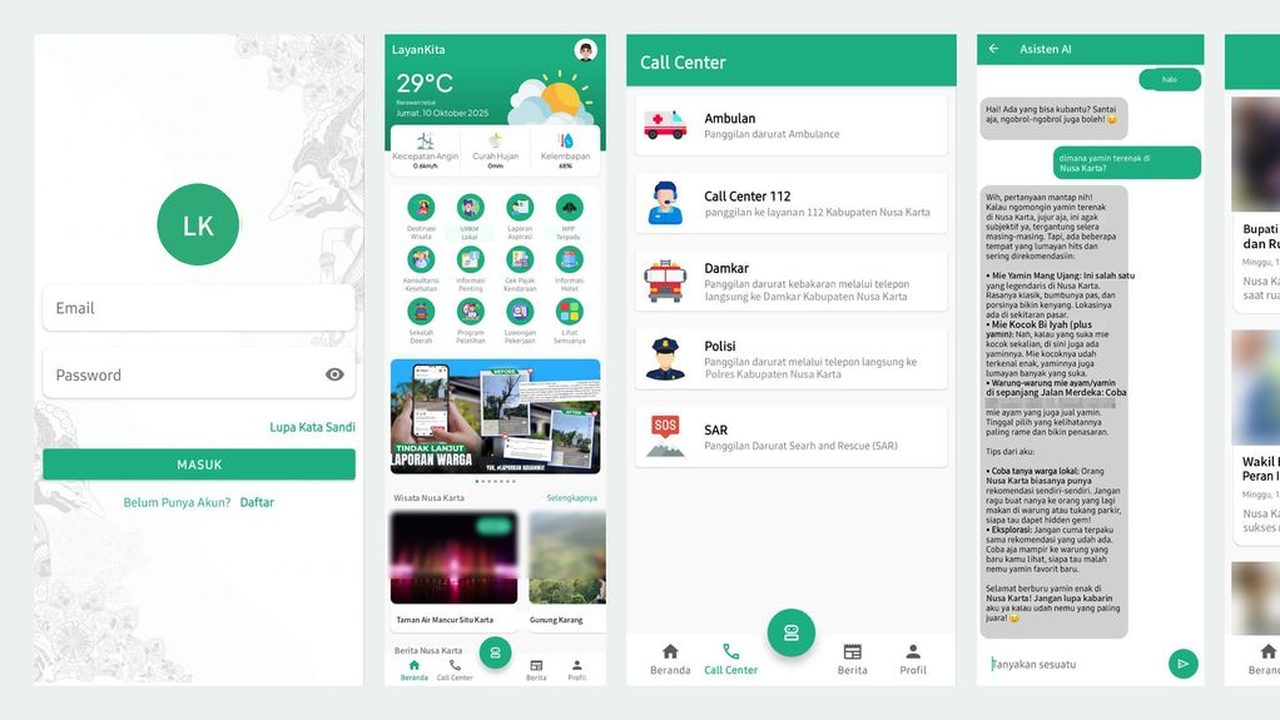 LK
Email
Password
Lupa Kata Sandi
MASUK
Belum Punya Akun? Daftar
LayanKita
29°C
Berawan tebal
Jumat, 10 Oktober 2025
Kecepatan Angin
0.6km/h
Curah Hujan
0mm
Kelembapan
68%
Destinasi
Wisata
UMKM
Lokal
Laporan
Aspirasi
MPP
Terpadu
Konsultansi
Kesehatan
Informasi
Penting
Cek Pajak
Kendaraan
Informasi
Hotel
Sekolah
Daerah
Program
Pelatihan
Lowongan
Pekerjaan
Lihat
Semuanya
BEFORE
AFTER
TINDAK LANJUT
LAPORAN WARGA
YUK, #LAPORAN ADUANMU!
Wisata Nusa Karta
Selengkapnya
Taman Air Mancur Situ Karta
Gunung Karang
Berita Nusa Karta
Beranda
Call Center
Berita
Profil
Call Center
Ambulan
Panggilan darurat Ambulance
Call Center 112
panggilan ke layanan 112 Kabupaten Nusa Karta
Damkar
Panggilan darurat kebakaran melalui telepon
langsung ke Damkar Kabupaten Nusa Karta
Polisi
Panggilan darurat melalui telepon langsung ke
Polres Kabupaten Nusa Karta
SOS
SAR
Panggilan Darurat Searh and Rescue (SAR)
Beranda
Call Center
Berita
Profil
Asisten AI
halo
Hai! Ada yang bisa kubantu? Santai
aja, ngobrol-ngobrol juga boleh! 😉
dimana yamin terenak di
Nusa Karta?
Wih, pertanyaan mantap nih!
Kalau ngomongin yamin terenak
di Nusa Karta, jujur aja, ini agak
subjektif ya, tergantung selera
masing-masing. Tapi, ada beberapa
tempat yang lumayan hits dan
sering direkomendasiin:
• Mie Yamin Mang Ujang: Ini salah satu
yang legendaris di Nusa Karta.
Rasanya klasik, bumbunya pas, dan
porsinya bikin kenyang. Lokasinya
ada di sekitaran pasar.
• Mie Kocok Bi Iyah (plus
yamin): Nah, kalau yang suka mie
kocok sekalian, di sini juga ada
yaminnya. Mie kocoknya udah
terkenal enak, yaminnya juga
lumayan banyak yang suka.
• Warung-warung mie ayam/yamin
di sepanjang Jalan Merdeka: Coba
mie ayam yang juga jual yamin.
Tinggal pilih yang kelihatannya
paling rame dan bikin penasaran.
Tips dari aku:
• Coba tanya warga lokal: Orang
Nusa Karta biasanya punya
rekomendasi sendiri-sendiri. Jangan
ragu buat nanya ke orang yang lagi
makan di warung atau tukang parkir,
siapa tau dapet hidden gem!
• Eksplorasi: Jangan cuma terpaku
sama rekomendasi yang udah ada.
Coba aja mampir ke warung yang
baru kamu lihat, siapa tau malah
nemu yamin favorit baru.
Selamat berburu yamin enak di
Nusa Karta! Jangan lupa kabarin
aku ya kalau udah nemu yang paling
juara! 😉
Tanyakan sesuatu
Bupati
dan Ru
Minggu, 1
Nusa Ka
saat rua
Wakil B
Peran I
Minggu, 1
Nusa Ka
sukses
Beranda